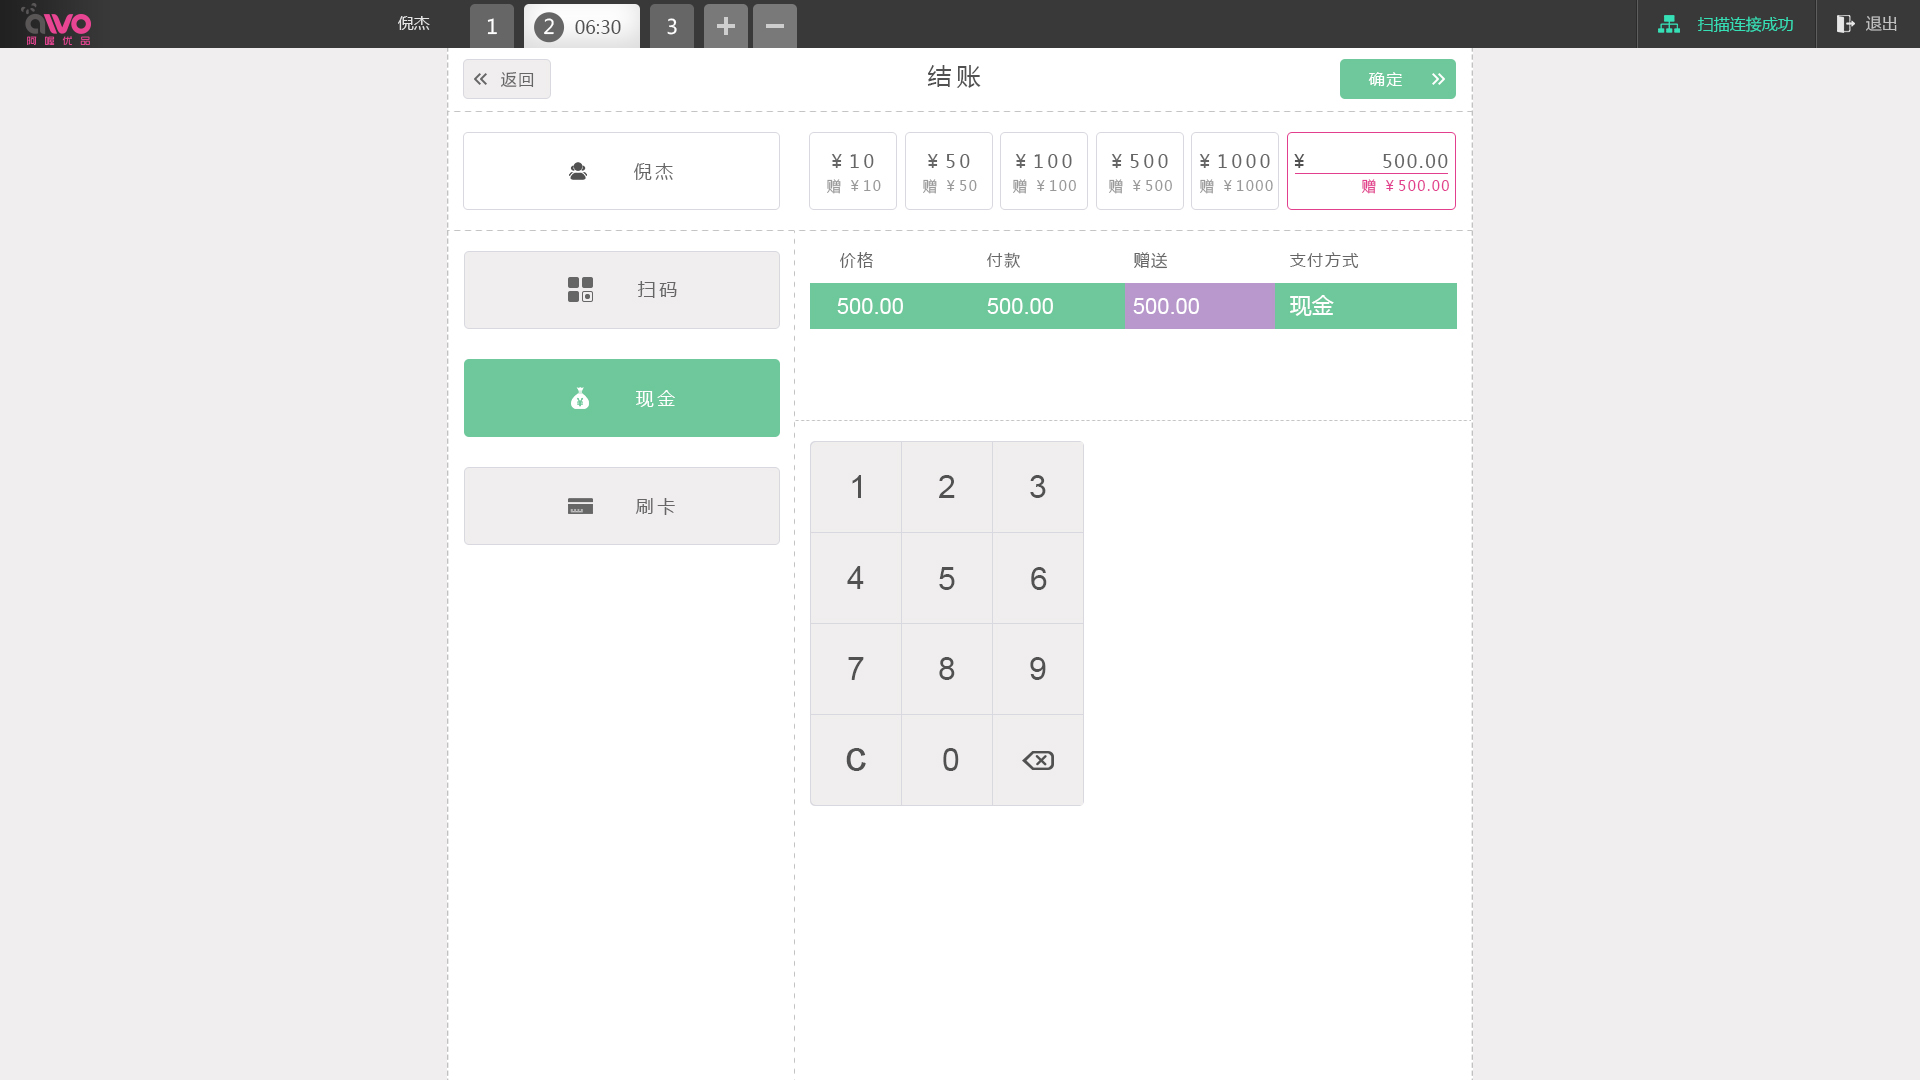 awo
阿喔优品
倪杰
1
2 06:30
3
扫描连接成功
退出
返回
结账
确定
倪杰
¥10
赠 ¥10
¥50
赠 ¥50
¥100
赠 ¥100
¥500
赠 ¥500
¥1000
赠 ¥1000
¥ 500.00
赠 ¥500.00
扫码
现金
刷卡
价格 付款 赠送 支付方式
500.00 500.00 500.00 现金
1 2 3
4 5 6
7 8 9
C 0